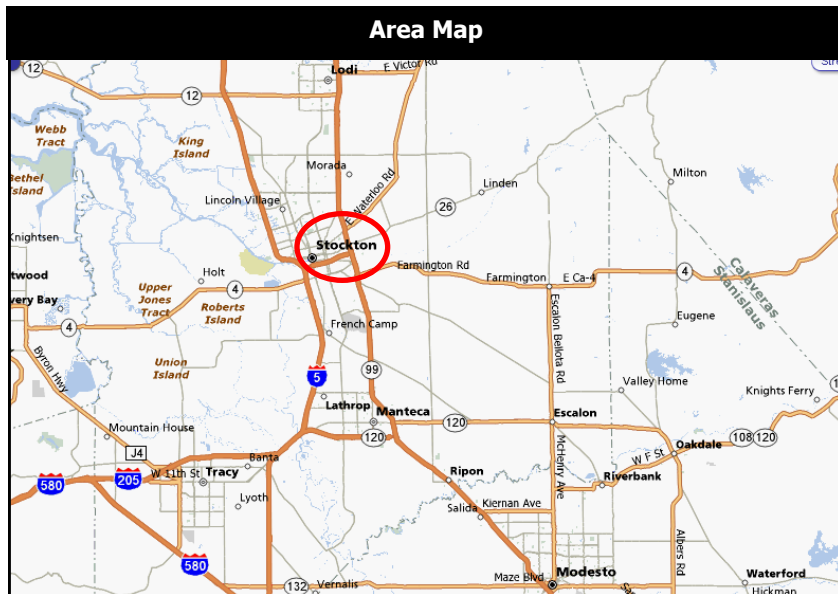 Area Map
12
Lodi
E Victor Rd
12
Webb
Tract
King
Island
Morada
Bethel
Island
Milton
Linden
Lincoln Village
E Waterloo Rd
26
Knightsen
Stockton
Farmington Rd
Holt
Farmington
E Ca-4
4
Calaveras
Stanislaus
Upper
Jones
Tract
4
Roberts
Island
Eugene
4
French Camp
Union
Island
Byron Hwy
Escalon Bellota Rd
99
5
Valley Home
Knights Ferry
Lathrop
Manteca
120
Escalon
Mountain House
120
108
120
J4
Oakdale
Banta
W F St
McHenry Ave
W 11th St
Tracy
Ripon
205
580
Riverbank
Lyoth
Kiernan Ave
Salida
Albers Rd
580
Maze Blvd
Modesto
Waterford
132
Vernalis
Hickman